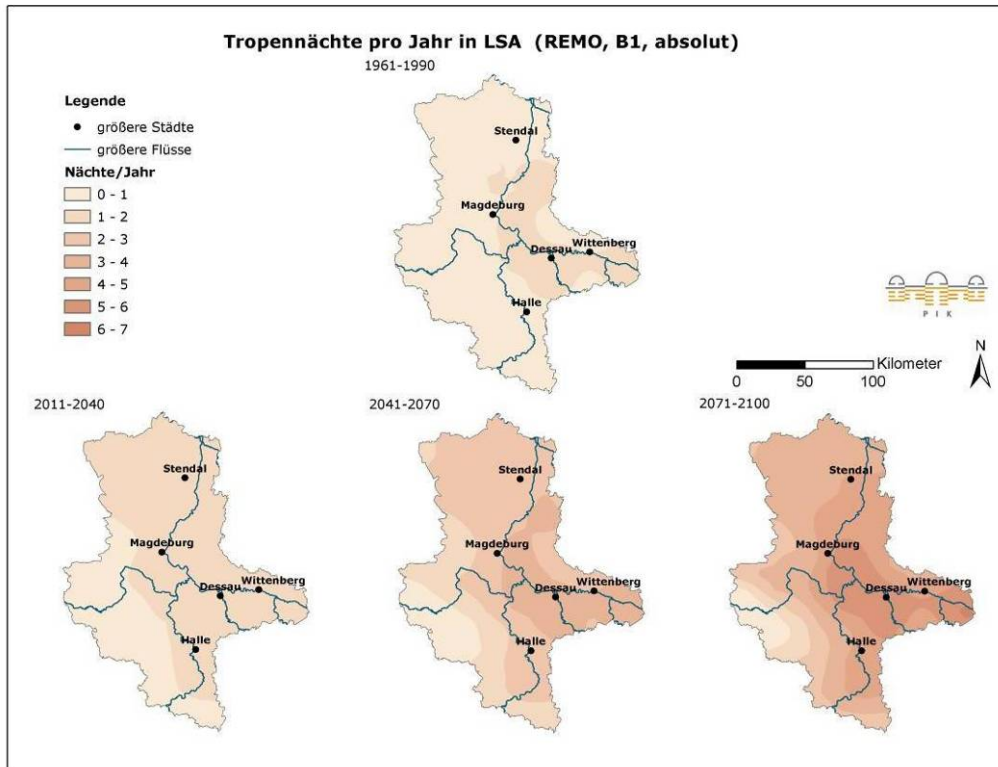 Tropennächte pro Jahr in LSA (REMO, B1, absolut)
1961-1990
Legende
größere Städte
größere Flüsse
Nächte/Jahr
0 - 1
1 - 2
2 - 3
3 - 4
4 - 5
5 - 6
6 - 7
Stendal
Magdeburg
Dessau
Wittenberg
Halle
P I K
N
Kilometer
0 50 100
2011-2040
Stendal
Magdeburg
Dessau
Wittenberg
Halle
2041-2070
Stendal
Magdeburg
Dessau
Wittenberg
Halle
2071-2100
Stendal
Magdeburg
Dessau
Wittenberg
Halle